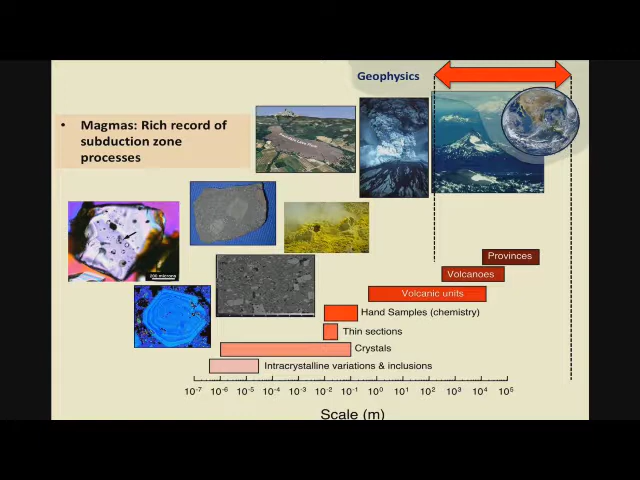 Geophysics
• Magmas: Rich record of
subduction zone
processes
200 microns
Provinces
Volcanoes
Volcanic units
Hand Samples (chemistry)
Thin sections
Crystals
Intracrystalline variations & inclusions
10-7 10-6 10-5 10-4 10-3 10-2 10-1 100 101 102 103 104 105
Scale (m)